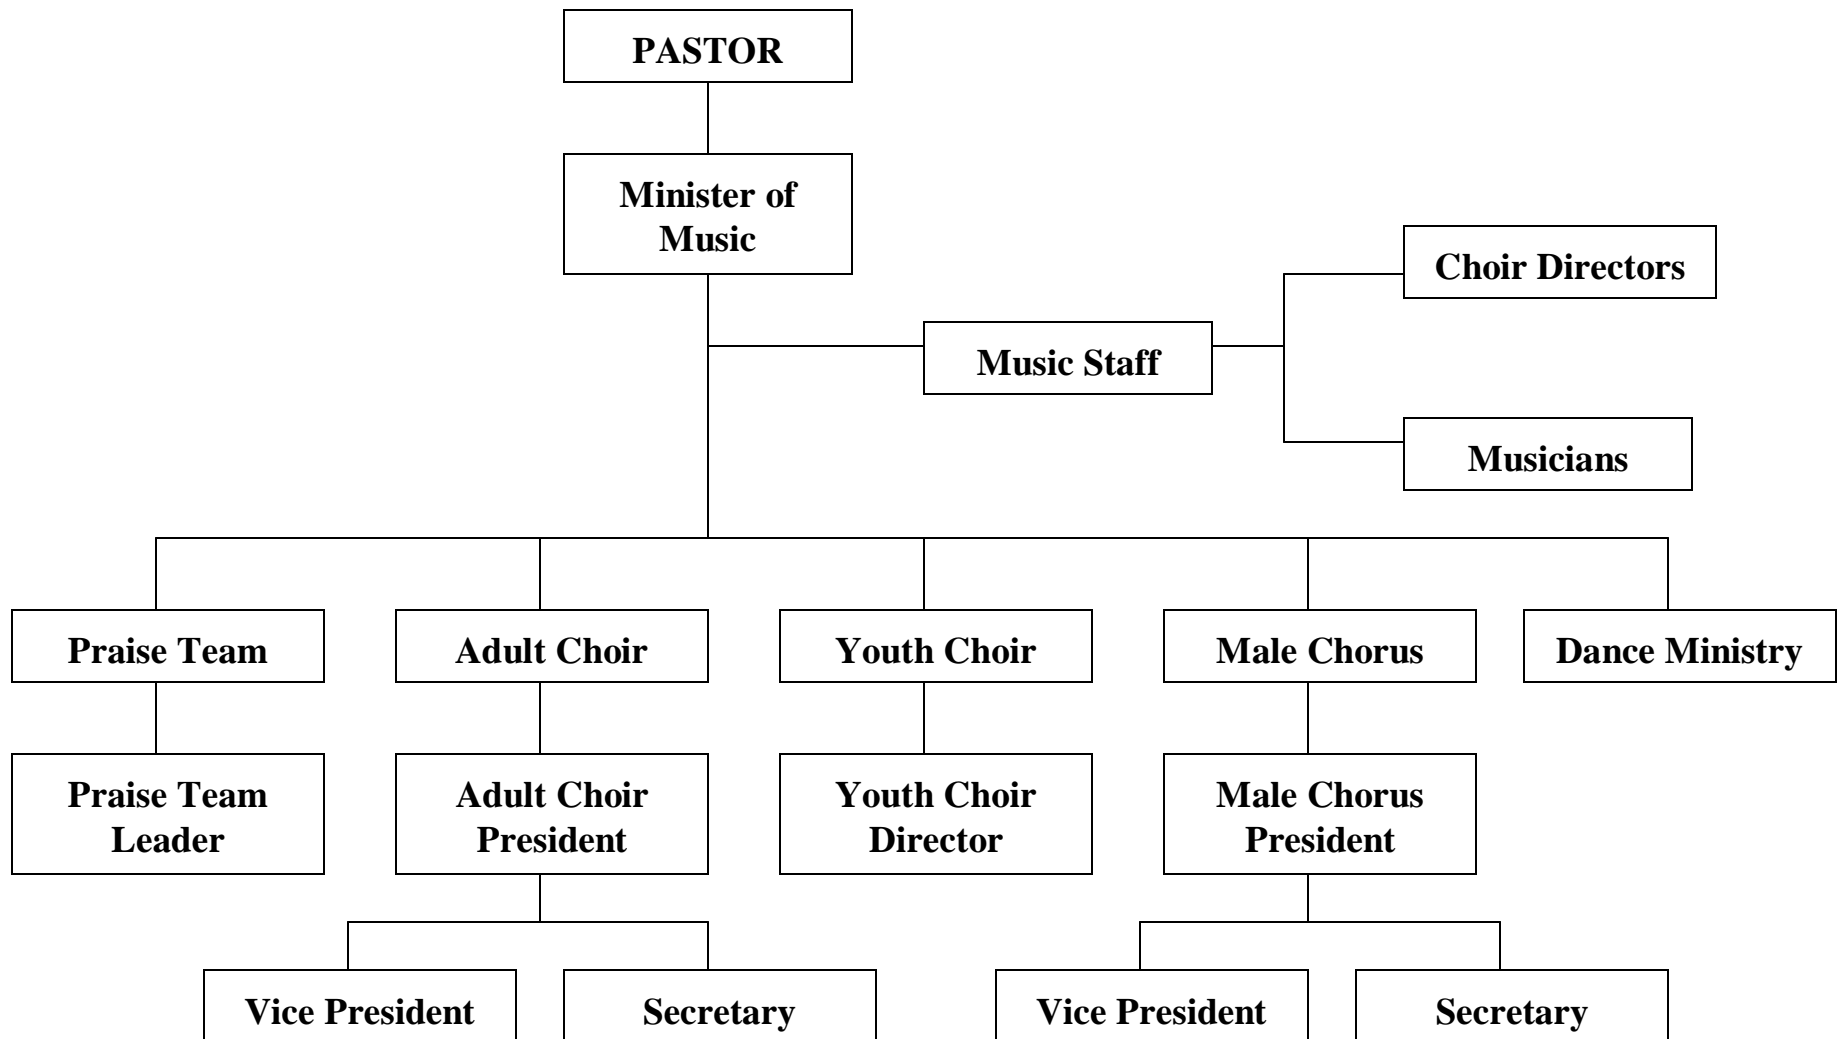 PASTOR
Minister of
Music
Choir Directors
Music Staff
Musicians
Praise Team
Adult Choir
Youth Choir
Male Chorus
Dance Ministry
Praise Team
Leader
Adult Choir
President
Youth Choir
Director
Male Chorus
President
Vice President
Secretary
Vice President
Secretary